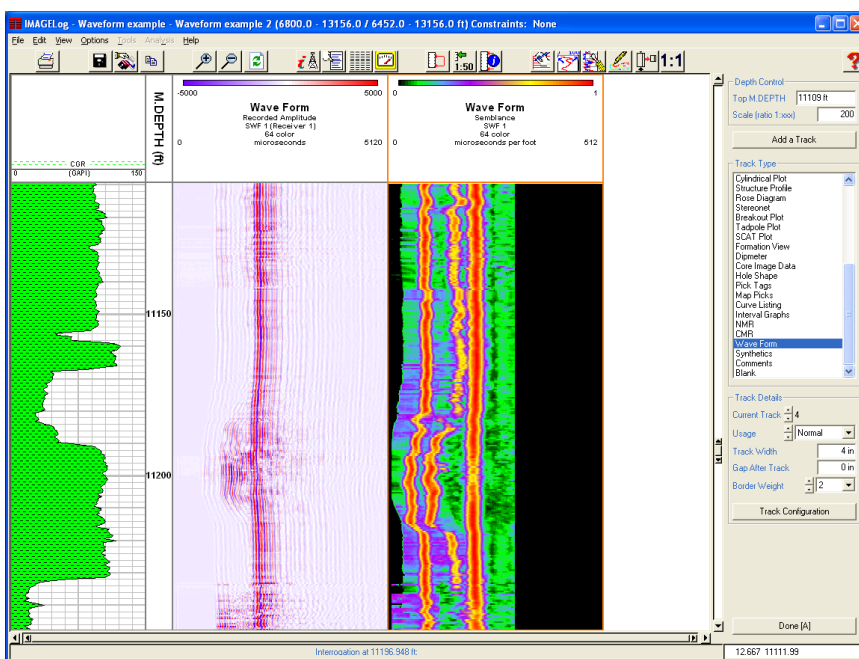 IMAGELog - Waveform example - Waveform example 2 (6800.0 - 13156.0 / 6452.0 - 13156.0 ft) Constraints: None
File Edit View Options Tools Analysis Help
1:50
1:1
?
CGR
0 (GAPI) 150
M.DEPTH (ft)
-5000 5000
Wave Form
Recorded Amplitude
SWF 1 (Receiver 1)
64 color
microseconds
0 5120
0 1
Wave Form
Semblance
SWF 1
64 color
microseconds per foot
0 512
11150
11200
Depth Control
Top M.DEPTH 11109 ft
Scale (ratio 1:xxx) 200
Add a Track
Track Type
Cylindrical Plot
Structure Profile
Rose Diagram
Stereonet
Breakout Plot
Tadpole Plot
SCAT Plot
Formation View
Dipmeter
Core Image Data
Hole Shape
Pick Tags
Map Picks
Curve Listing
Interval Graphs
NMR
CMR
Wave Form
Synthetics
Comments
Blank
Track Details
Current Track 4
Usage Normal
Track Width 4 in
Gap After Track 0 in
Border Weight 2
Track Configuration
Done [A]
Interrogation at 11196.948 ft:
12.667 11111.99